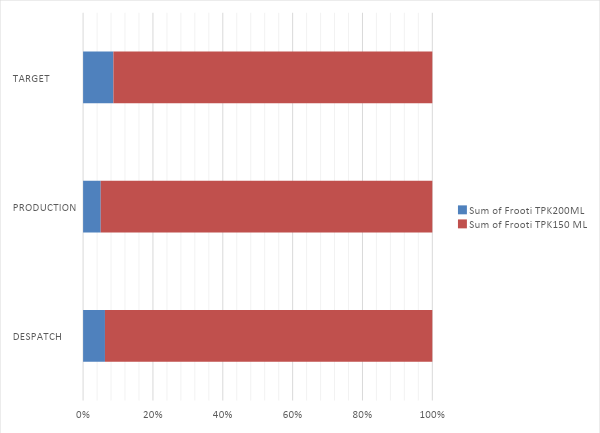 TARGET
PRODUCTION
DESPATCH
0% 20% 40% 60% 80% 100%
Sum of Frooti TPK200ML
Sum of Frooti TPK150 ML